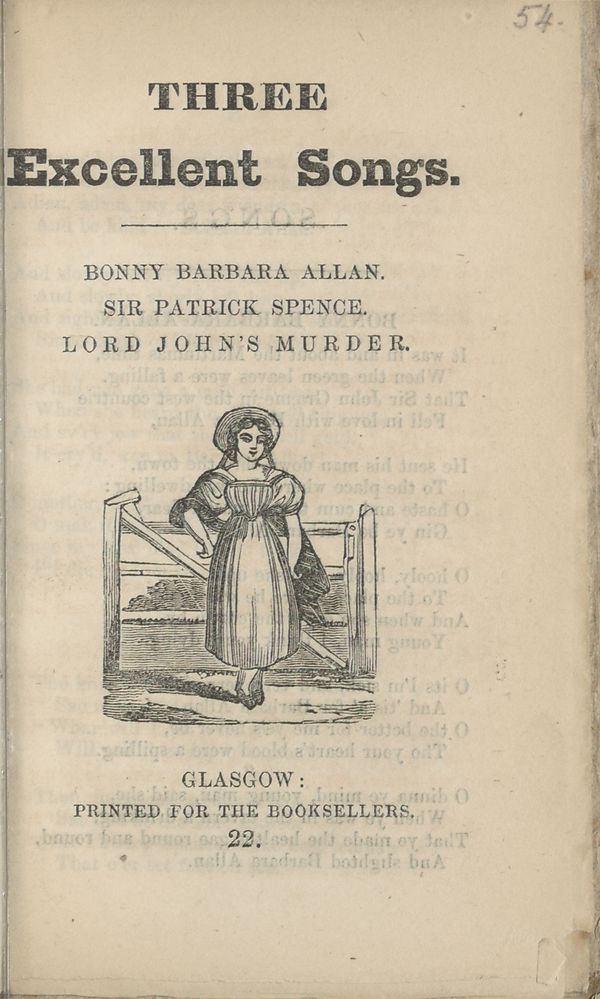 54.
THREE
Excellent Songs.
BONNY BARBARA ALLAN.
SIR PATRICK SPENCE.
LORD JOHN'S MURDER.
GLASGOW:
PRINTED FOR THE BOOKSELLERS.
22.